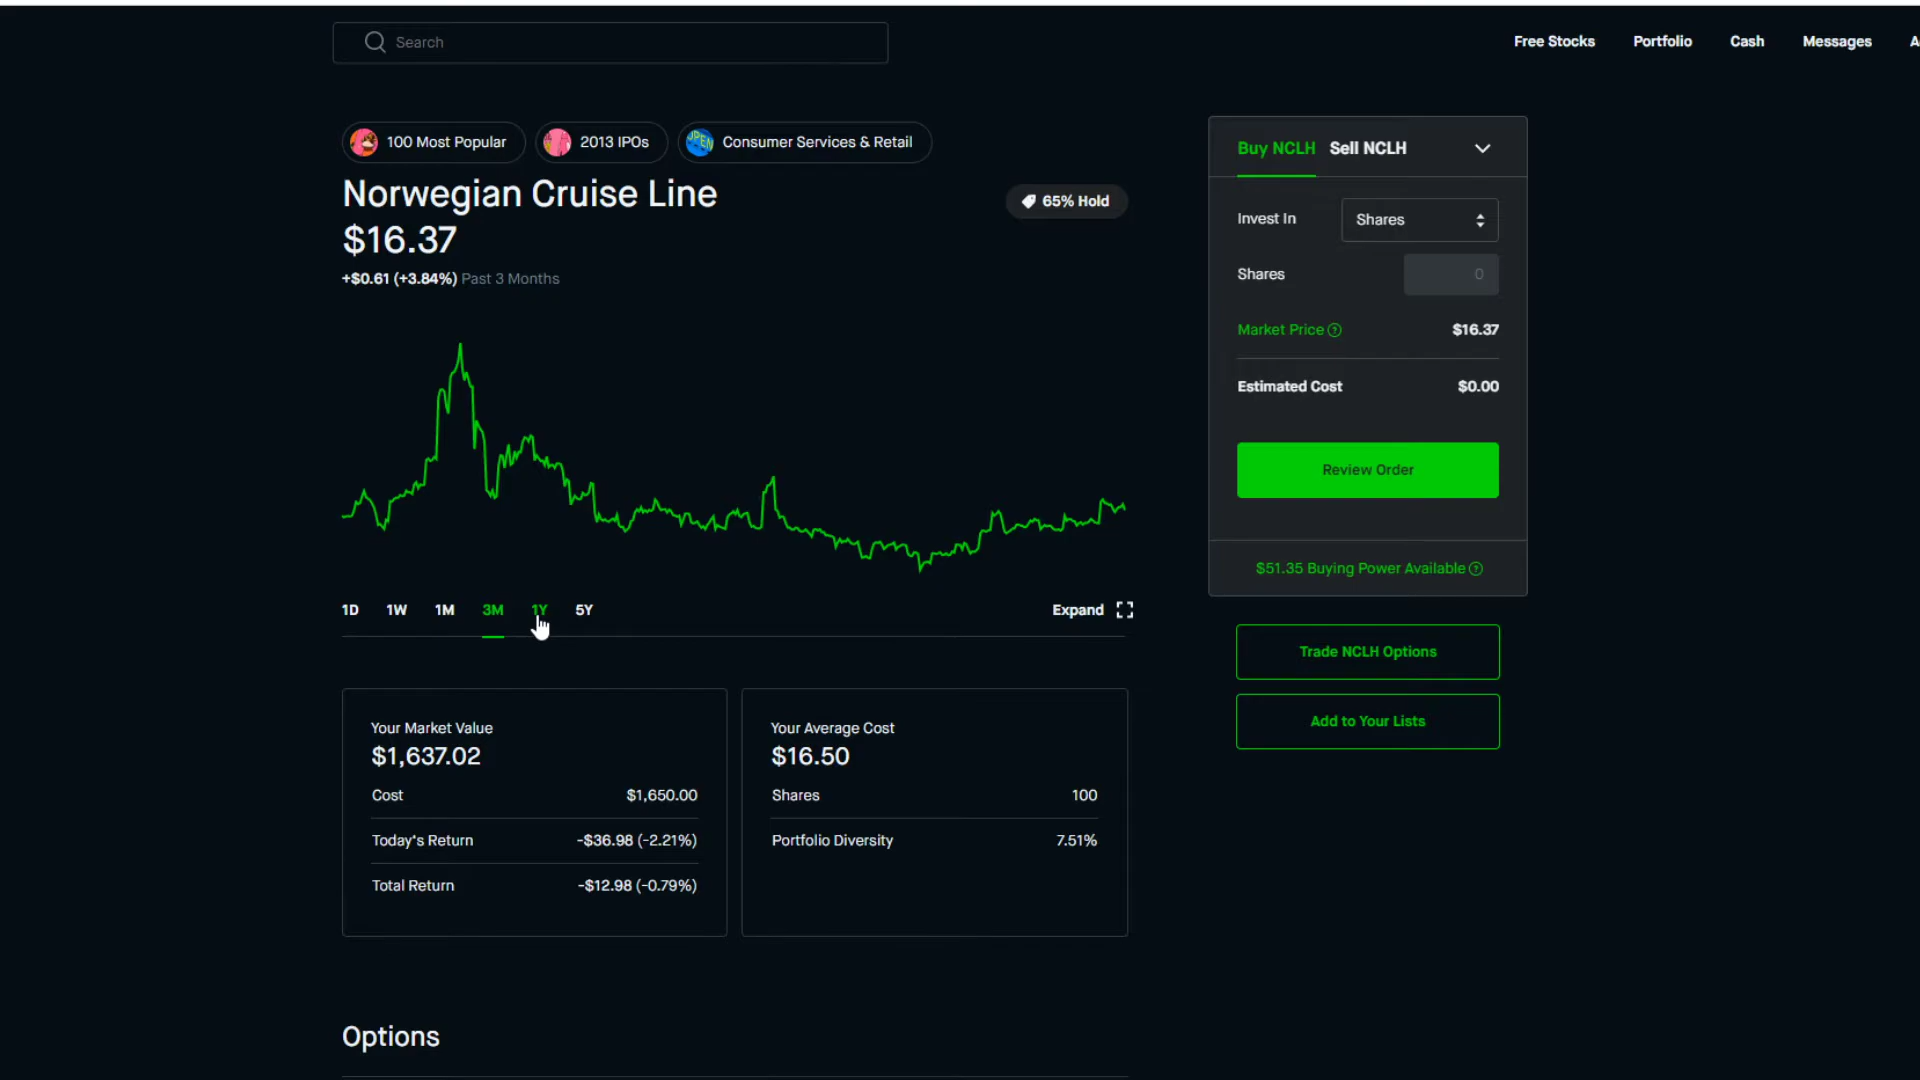 Search
Free Stocks Portfolio Cash Messages
100 Most Popular 2013 IPOs OPEN Consumer Services & Retail
Norwegian Cruise Line
$16.37
+$0.61 (+3.84%) Past 3 Months
65% Hold
1D 1W 1M 3M 1Y 5Y
Expand
Your Market Value
$1,637.02
Cost $1,650.00
Today's Return -$36.98 (-2.21%)
Total Return -$12.98 (-0.79%)
Your Average Cost
$16.50
Shares 100
Portfolio Diversity 7.51%
Options
Buy NCLH Sell NCLH
Invest In Shares
Shares 0
Market Price ? $16.37
Estimated Cost $0.00
Review Order
$51.35 Buying Power Available ?
Trade NCLH Options
Add to Your Lists